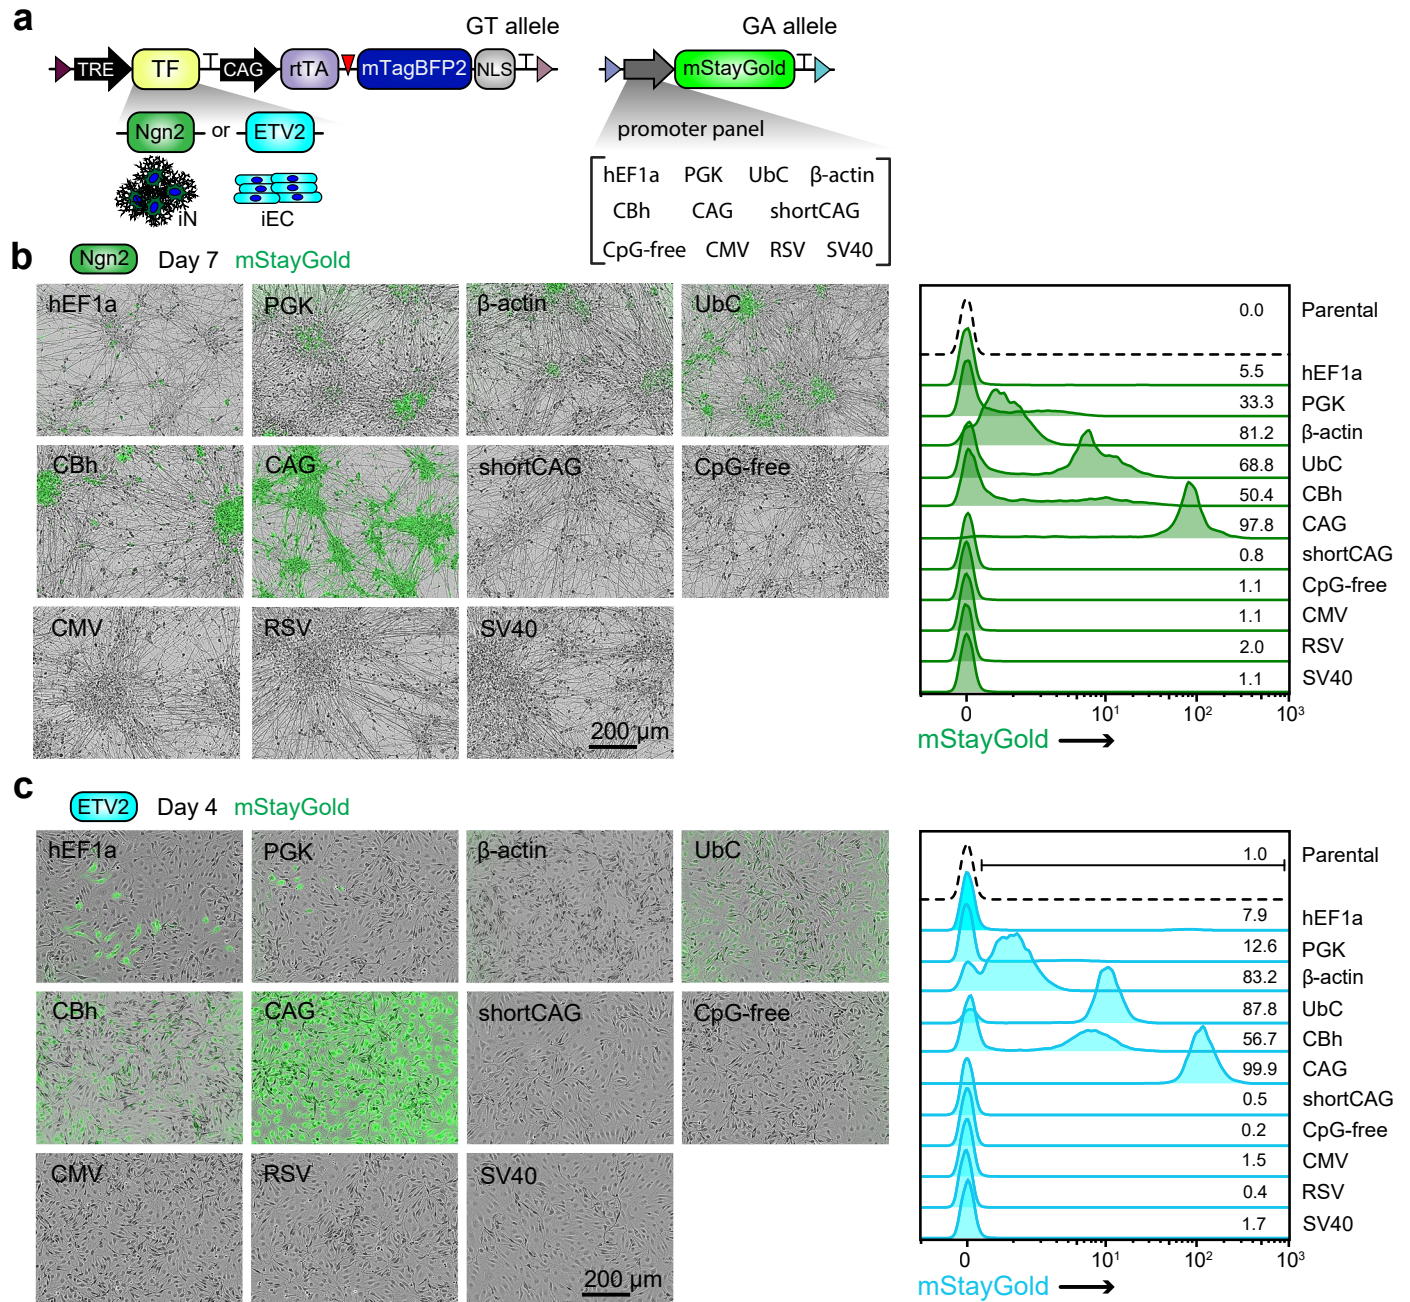 a
GT allele
GA allele
TRE
TF
CAG
rtTA
mTagBFP2
NLS
mStayGold
Ngn2
or
ETV2
iN
iEC
promoter panel
hEF1a PGK UbC β-actin
CBh CAG shortCAG
CpG-free CMV RSV SV40
b
Ngn2 Day 7 mStayGold
hEF1a
PGK
β-actin
UbC
CBh
CAG
shortCAG
CpG-free
CMV
RSV
SV40
200 µm
0.0 Parental
5.5 hEF1a
33.3 PGK
81.2 β-actin
68.8 UbC
50.4 CBh
97.8 CAG
0.8 shortCAG
1.1 CpG-free
1.1 CMV
2.0 RSV
1.1 SV40
0 10¹ 10² 10³
mStayGold
c
ETV2 Day 4 mStayGold
hEF1a
PGK
β-actin
UbC
CBh
CAG
shortCAG
CpG-free
CMV
RSV
SV40
200 µm
1.0 Parental
7.9 hEF1a
12.6 PGK
83.2 β-actin
87.8 UbC
56.7 CBh
99.9 CAG
0.5 shortCAG
0.2 CpG-free
1.5 CMV
0.4 RSV
1.7 SV40
0 10¹ 10² 10³
mStayGold